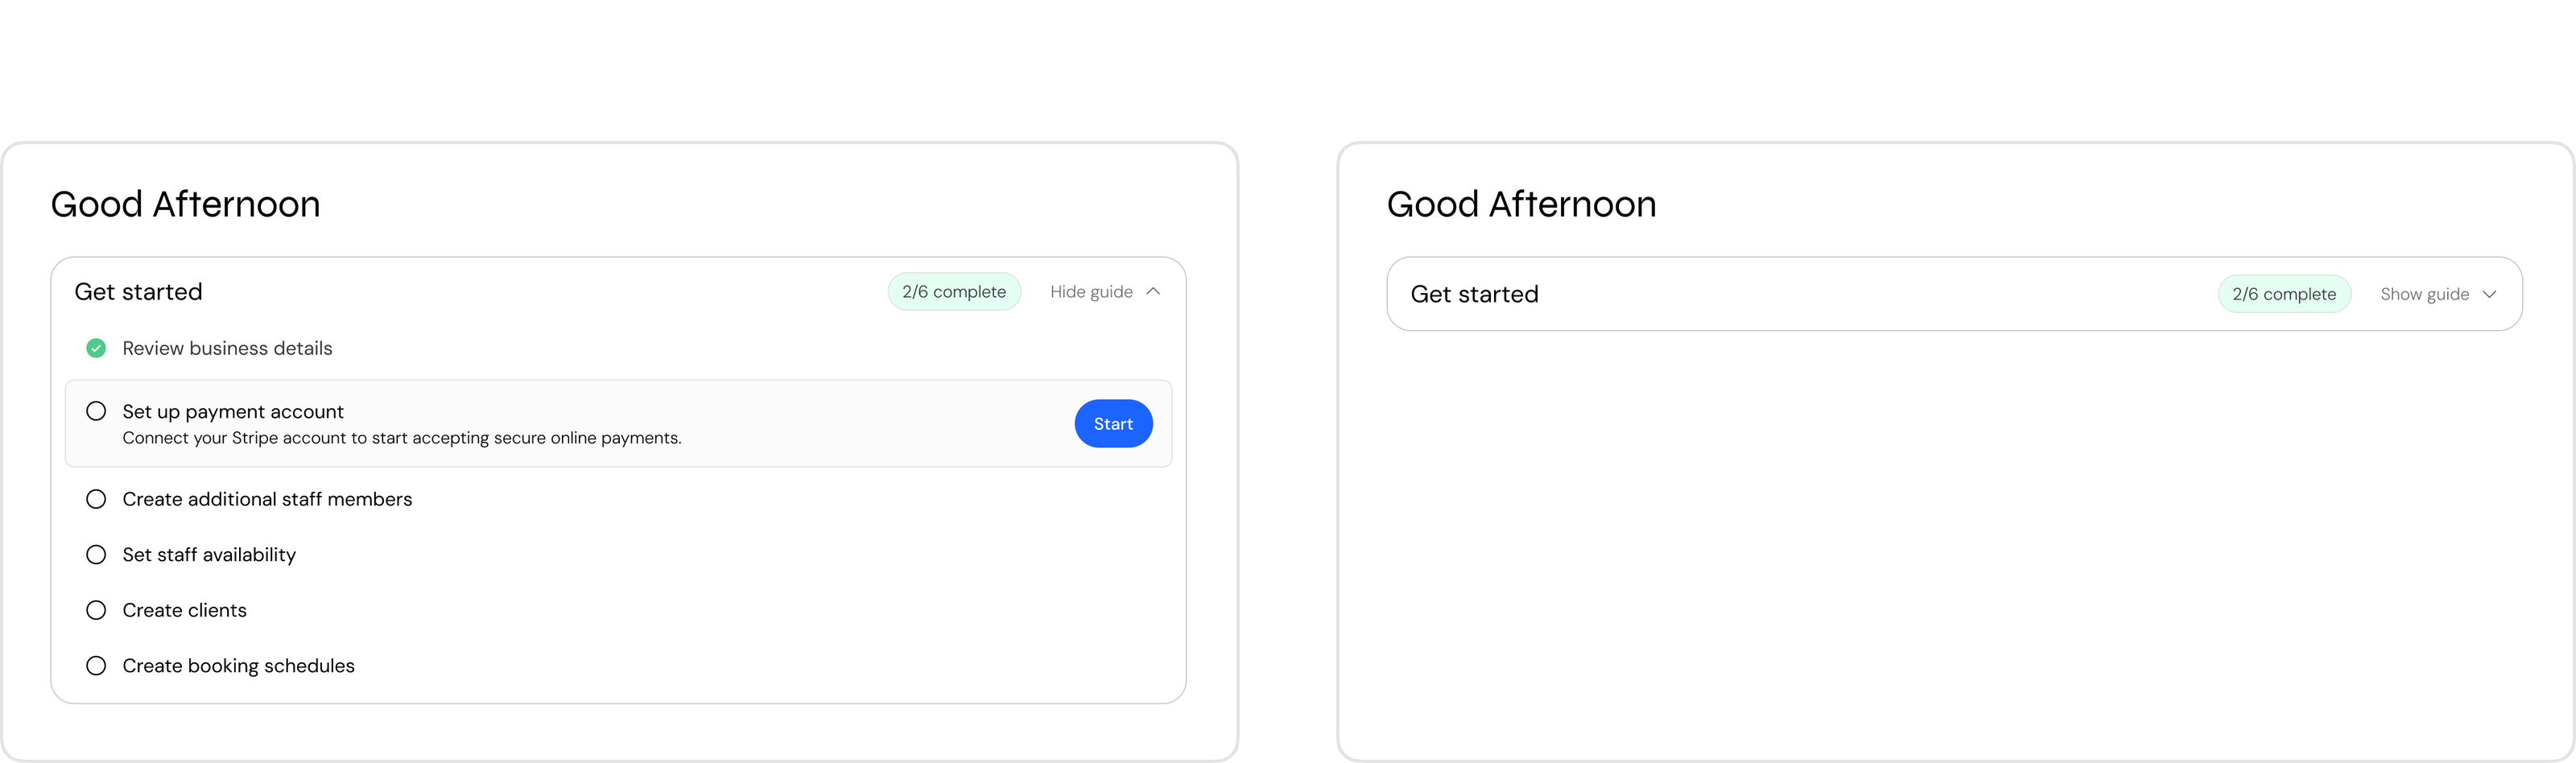 Good Afternoon
Get started
2/6 complete
Hide guide
Review business details
Set up payment account
Connect your Stripe account to start accepting secure online payments.
Start
Create additional staff members
Set staff availability
Create clients
Create booking schedules
Good Afternoon
Get started
2/6 complete
Show guide